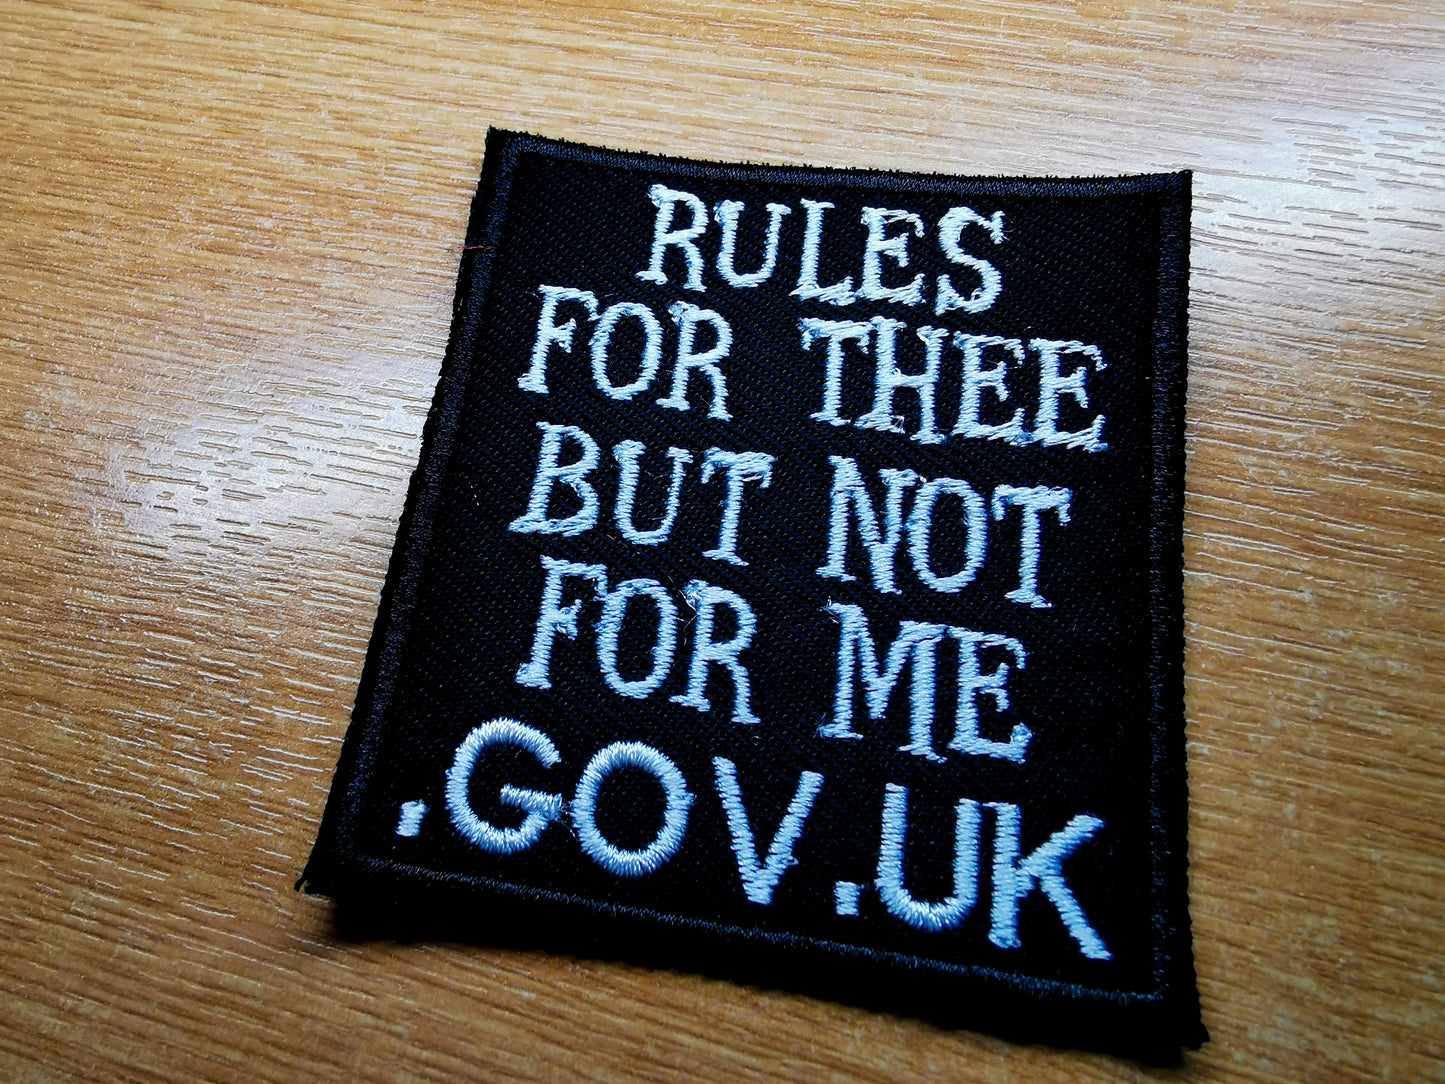 RULES
FOR THEE
BUT NOT
FOR ME
.GOV.UK